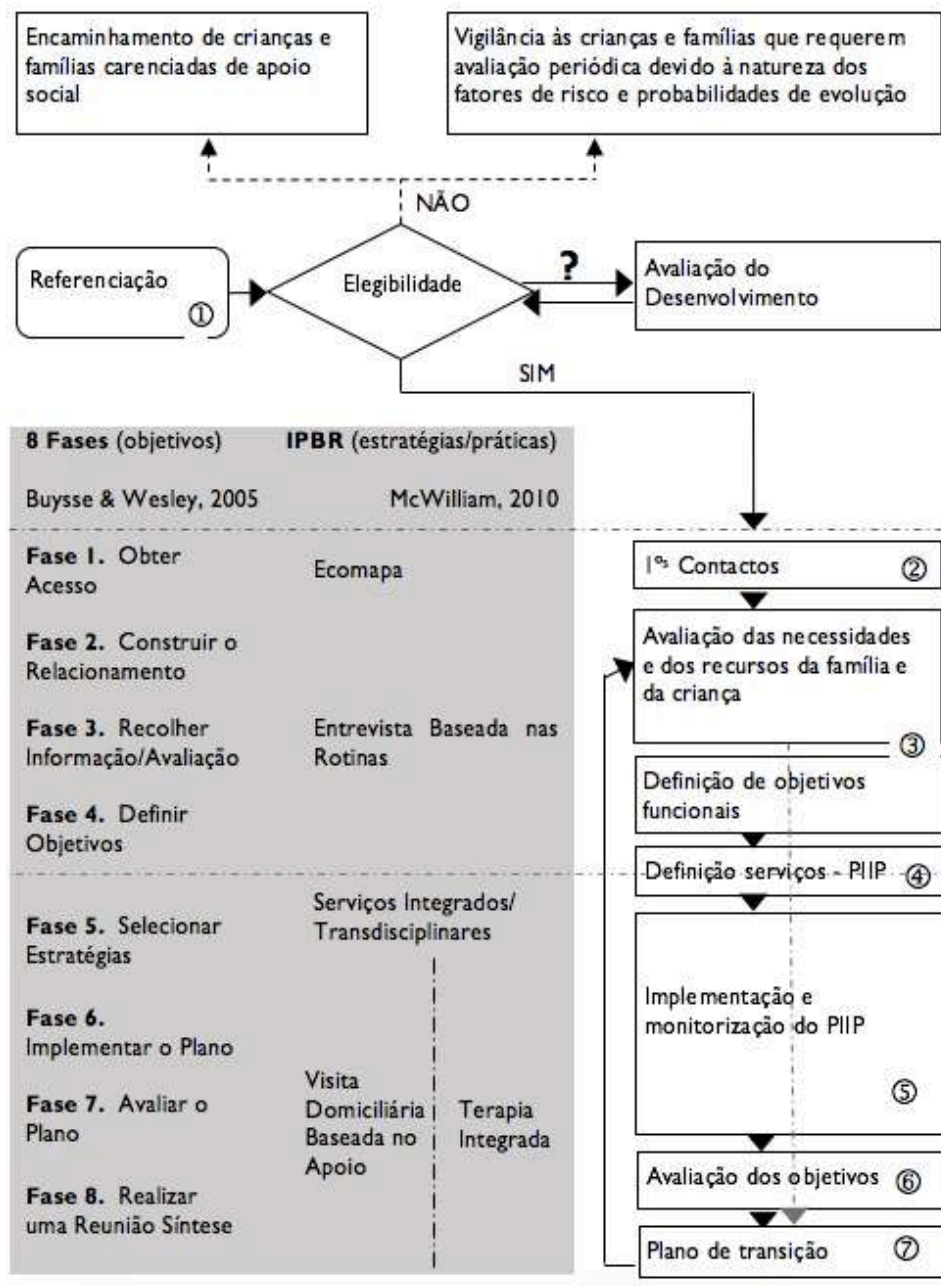 Encaminhamento de crianças e
famílias carenciadas de apoio
social
Vigilância às crianças e famílias que requerem
avaliação periódica devido à natureza dos
fatores de risco e probabilidades de evolução
NÃO
Referenciação
①
Elegibilidade
?
Avaliação do
Desenvolvimento
SIM
8 Fases (objetivos)
IPBR (estratégias/práticas)
Buysse & Wesley, 2005
McWilliam, 2010
Fase 1. Obter
Acesso
Ecomapa
Fase 2. Construir o
Relacionamento
Fase 3. Recolher
Informação/Avaliação
Entrevista Baseada nas
Rotinas
Fase 4. Definir
Objetivos
Fase 5. Selecionar
Estratégias
Serviços Integrados/
Transdisciplinares
Fase 6.
Implementar o Plano
Fase 7. Avaliar o
Plano
Visita
Domiciliária
Baseada no
Apoio
Terapia
Integrada
Fase 8. Realizar
uma Reunião Síntese
1ºs Contactos
②
Avaliação das necessidades
e dos recursos da família e
da criança
③
Definição de objetivos
funcionais
Definição serviços - PIIP
④
Implementação e
monitorização do PIIP
⑤
Avaliação dos objetivos
⑥
Plano de transição
⑦